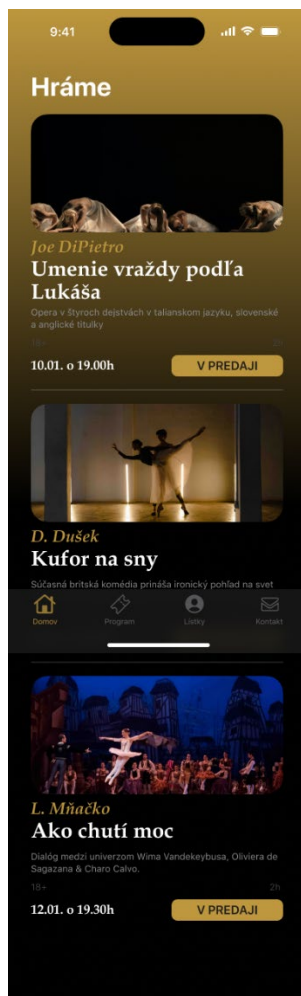 9:41
Hráme
Joe DiPietro
Umenie vraždy podľa
Lukáša
Opera v štyroch dejstvách v talianskom jazyku, slovenské
a anglické titulky
18+
2h
10.01. o 19.00h
V PREDAJI
D. Dušek
Kufor na sny
Súčasná britská komédia prináša ironický pohľad na svet
Domov
Program
Lístky
Kontakt
L. Mňačko
Ako chutí moc
Dialóg medzi univerzom Wima Vandekeybusa, Oliviera de
Sagazana & Charo Calvo.
18+
2h
12.01. o 19.30h
V PREDAJI